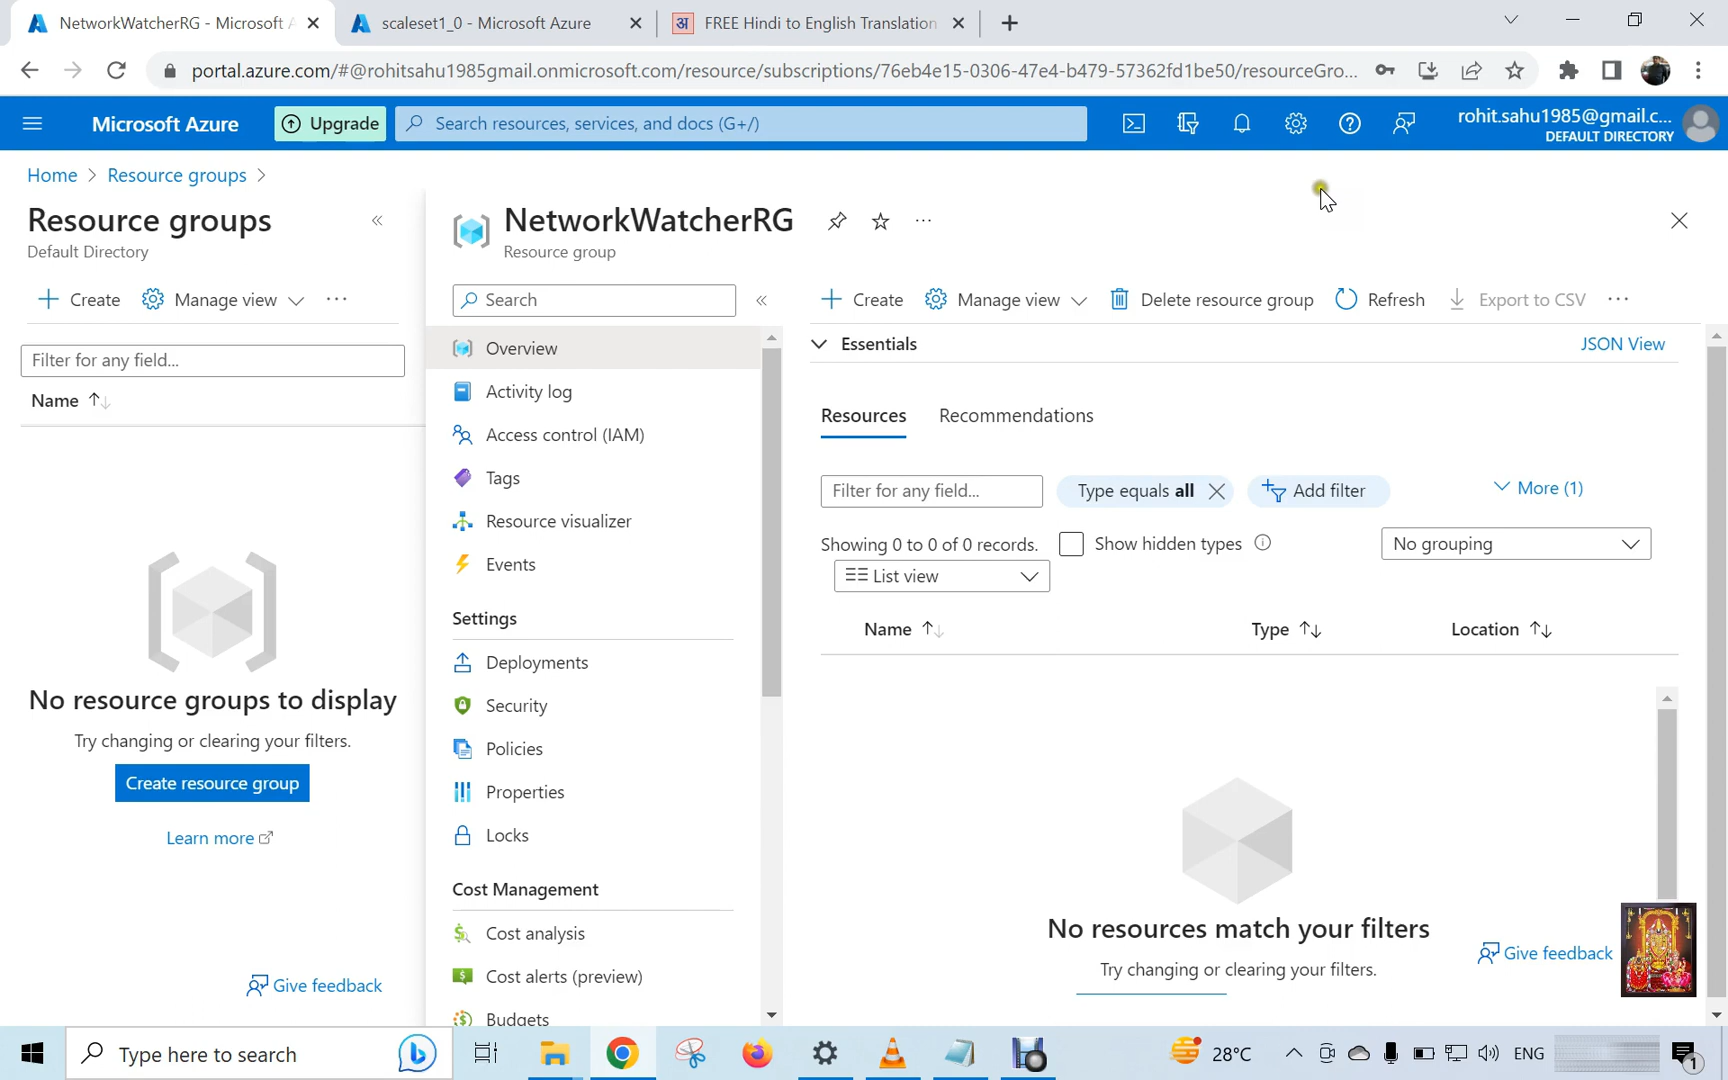 NetworkWatcherRG - Microsoft A
scaleset1_0 - Microsoft Azure
अ FREE Hindi to English Translation
portal.azure.com/#@rohitsahu1985gmail.onmicrosoft.com/resource/subscriptions/76eb4e15-0306-47e4-b479-57362fd1be50/resourceGro...
Microsoft Azure
Upgrade
Search resources, services, and docs (G+/)
rohit.sahu1985@gmail.c...
DEFAULT DIRECTORY
Home > Resource groups >
Resource groups
Default Directory
Create
Manage view
Filter for any field...
Name
No resource groups to display
Try changing or clearing your filters.
Create resource group
Learn more
Give feedback
NetworkWatcherRG
Resource group
Search
Overview
Activity log
Access control (IAM)
Tags
Resource visualizer
Events
Settings
Deployments
Security
Policies
Properties
Locks
Cost Management
Cost analysis
Cost alerts (preview)
Budgets
Create
Manage view
Delete resource group
Refresh
Export to CSV
Essentials
JSON View
Resources
Recommendations
Filter for any field...
Type equals all
Add filter
More (1)
Showing 0 to 0 of 0 records.
Show hidden types
No grouping
List view
Name
Type
Location
No resources match your filters
Try changing or clearing your filters.
Give feedback
Type here to search
28°C
ENG
1